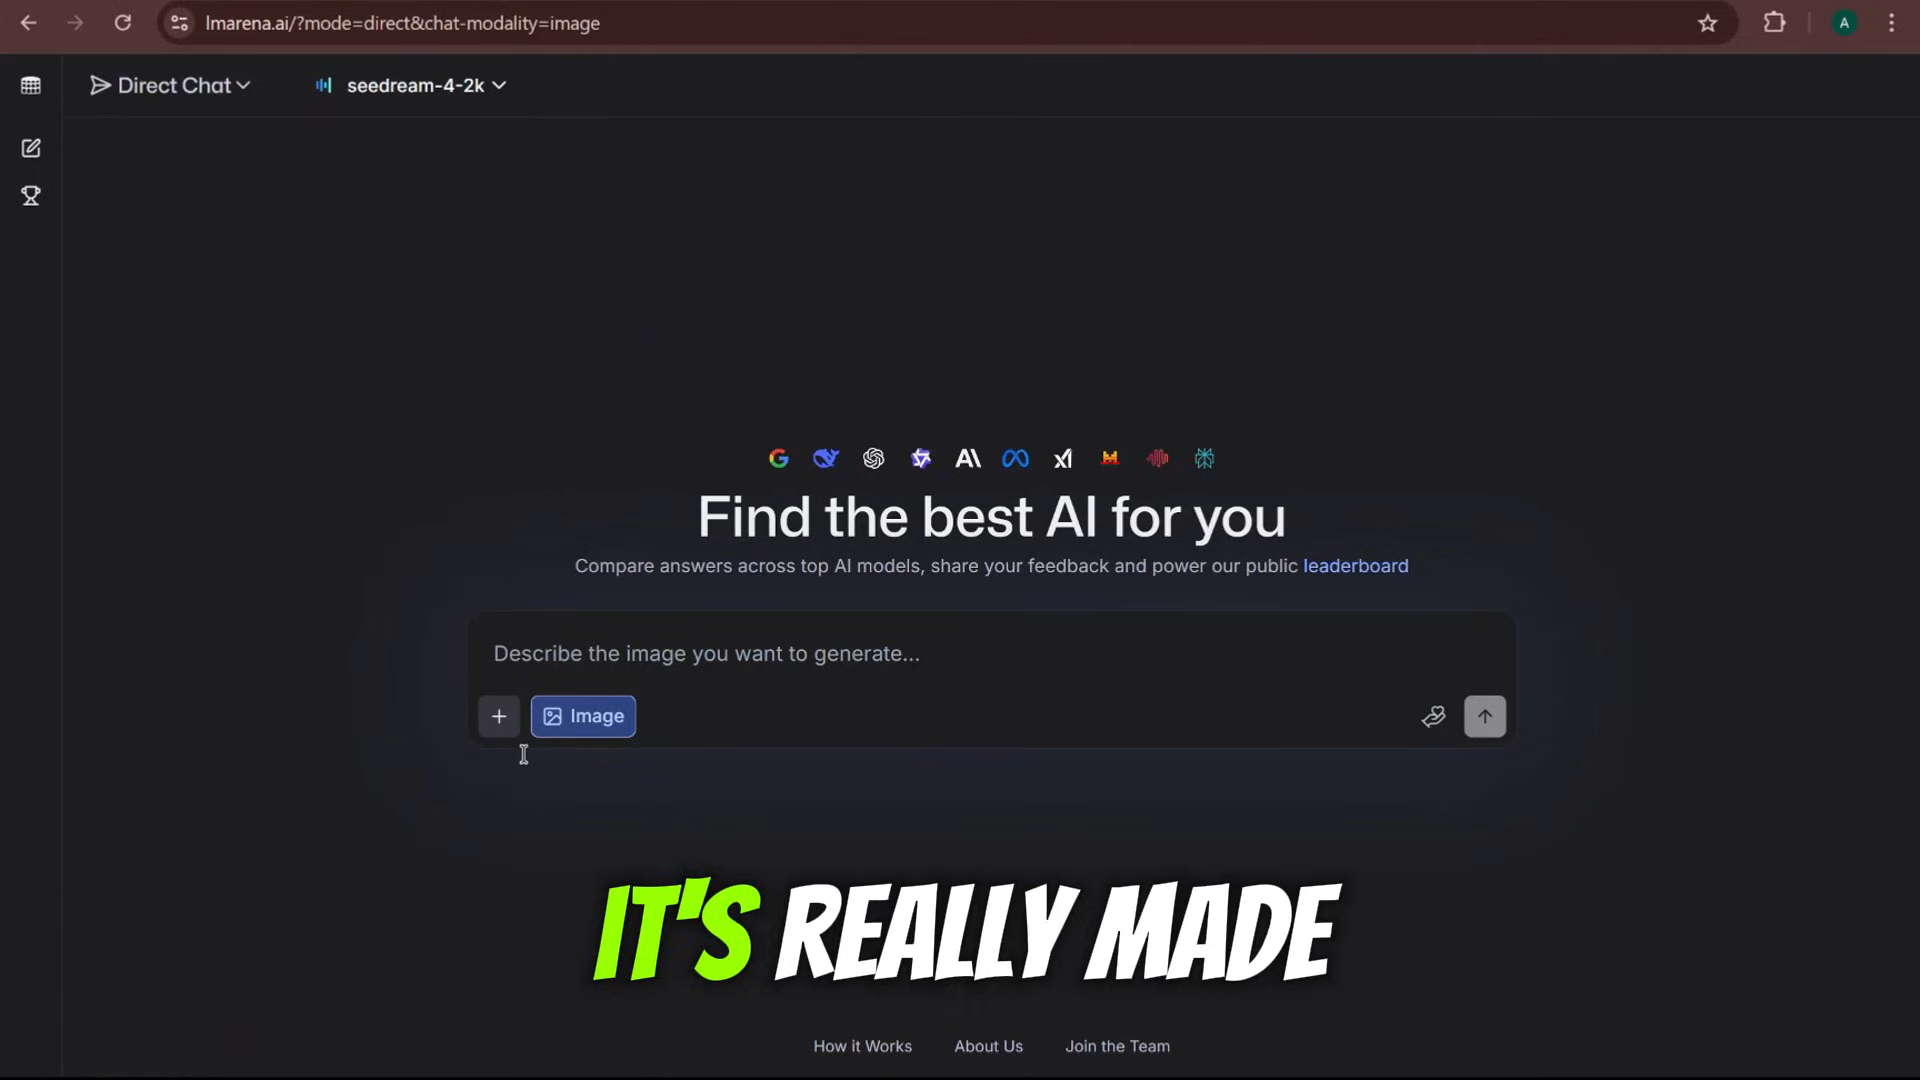 lmarena.ai/?mode=direct&chat-modality=image
A
Direct Chat
seedream-4-2k
Find the best AI for you
Compare answers across top AI models, share your feedback and power our public leaderboard
Describe the image you want to generate...
Image
IT'S REALLY MADE
How it Works About Us Join the Team